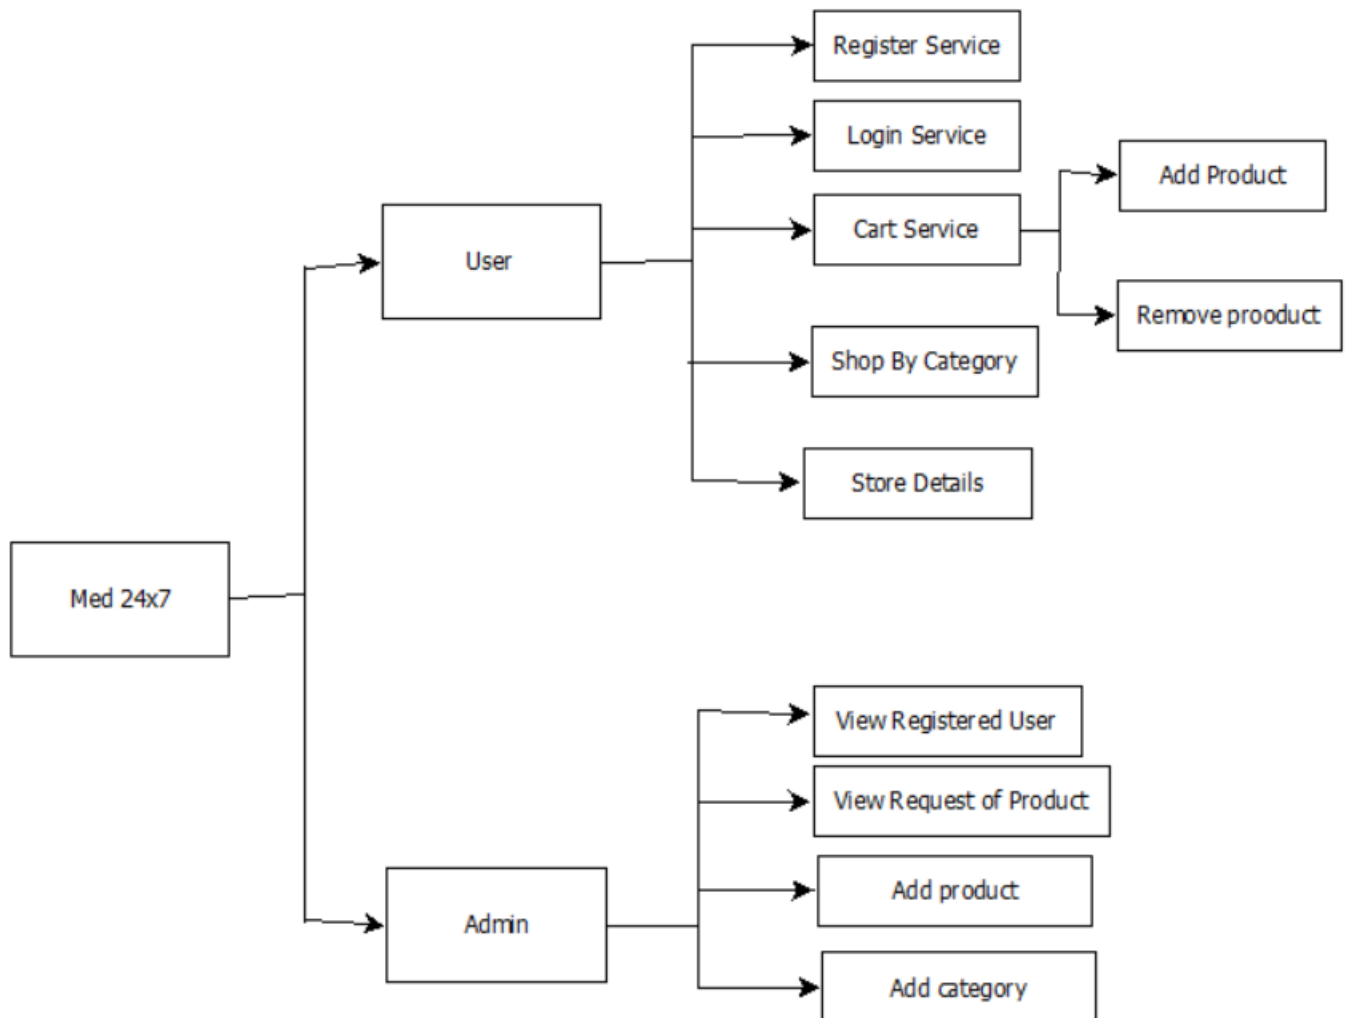 Register Service
Login Service
Add Product
Cart Service
User
Remove prooduct
Shop By Category
Store Details
Med 24x7
View Registered User
View Request of Product
Add product
Admin
Add category